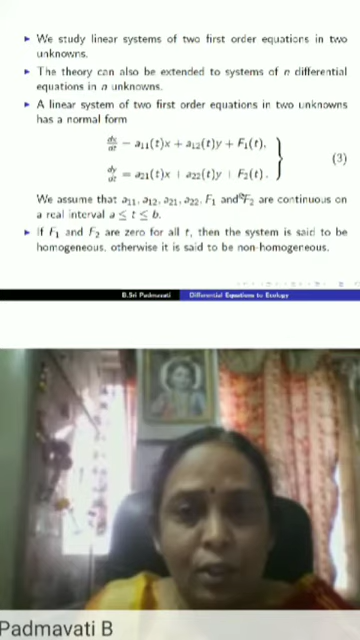 ▸ We study linear systems of two first order equations in two
unknowns.
▸ The theory can also be extended to systems of n differential
equations in n unknowns.
▸ A linear system of two first order equations in two unknowns
has a normal form
dx/dt = a₁₁(t)x + a₁₂(t)y + F₁(t),
(3)
dy/dt = a₂₁(t)x + a₂₂(t)y + F₂(t).
We assume that a₁₁, a₁₂, a₂₁, a₂₂, F₁ and F₂ are continuous on
a real interval a ≤ t ≤ b.
▸ If F₁ and F₂ are zero for all t, then the system is said to be
homogeneous, otherwise it is said to be non-homogeneous.
B.Sri Padmavati Differential Equations to Ecology
Padmavati B